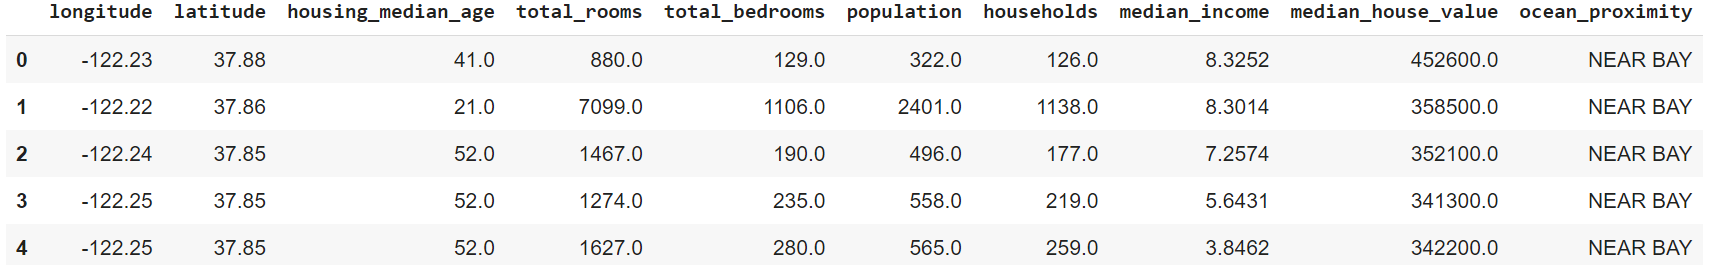 longitude latitude housing_median_age total_rooms total_bedrooms population households median_income median_house_value ocean_proximity
0 -122.23 37.88 41.0 880.0 129.0 322.0 126.0 8.3252 452600.0 NEAR BAY
1 -122.22 37.86 21.0 7099.0 1106.0 2401.0 1138.0 8.3014 358500.0 NEAR BAY
2 -122.24 37.85 52.0 1467.0 190.0 496.0 177.0 7.2574 352100.0 NEAR BAY
3 -122.25 37.85 52.0 1274.0 235.0 558.0 219.0 5.6431 341300.0 NEAR BAY
4 -122.25 37.85 52.0 1627.0 280.0 565.0 259.0 3.8462 342200.0 NEAR BAY